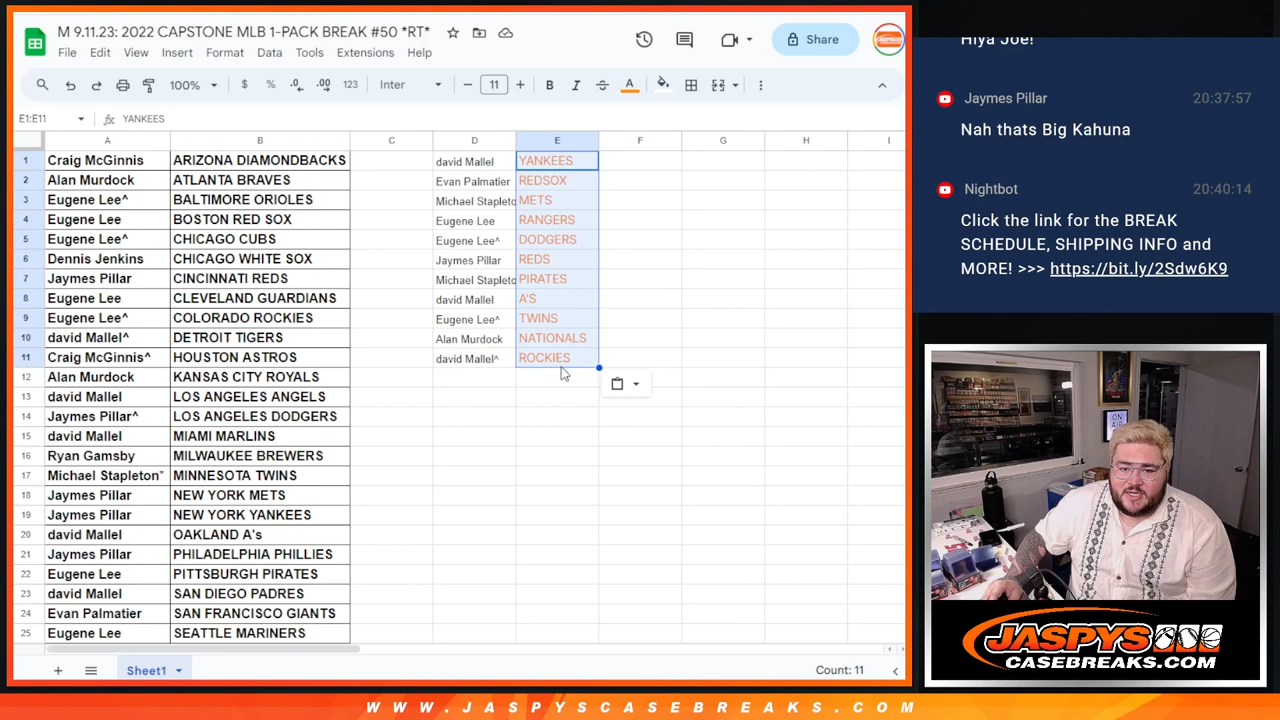 M 9.11.23: 2022 CAPSTONE MLB 1-PACK BREAK #50 *RT*
File Edit View Insert Format Data Tools Extensions Help
Share
100% $ % .0 .00 123 Inter 11 B I A
E1:E11 fx YANKEES
A B C D E F G H I
1 Craig McGinnis ARIZONA DIAMONDBACKS david Mallel YANKEES
2 Alan Murdock ATLANTA BRAVES Evan Palmatier REDSOX
3 Eugene Lee^ BALTIMORE ORIOLES Michael Stapleto METS
4 Eugene Lee BOSTON RED SOX Eugene Lee RANGERS
5 Eugene Lee^ CHICAGO CUBS Eugene Lee^ DODGERS
6 Dennis Jenkins CHICAGO WHITE SOX Jaymes Pillar REDS
7 Jaymes Pillar CINCINNATI REDS Michael Stapleto PIRATES
8 Eugene Lee CLEVELAND GUARDIANS david Mallel A'S
9 Eugene Lee^ COLORADO ROCKIES Eugene Lee^ TWINS
10 david Mallel^ DETROIT TIGERS Alan Murdock NATIONALS
11 Craig McGinnis^ HOUSTON ASTROS david Mallel^ ROCKIES
12 Alan Murdock KANSAS CITY ROYALS
13 david Mallel LOS ANGELES ANGELS
14 Jaymes Pillar^ LOS ANGELES DODGERS
15 david Mallel MIAMI MARLINS
16 Ryan Gamsby MILWAUKEE BREWERS
17 Michael Stapleton* MINNESOTA TWINS
18 Jaymes Pillar NEW YORK METS
19 Jaymes Pillar NEW YORK YANKEES
20 david Mallel OAKLAND A's
21 Jaymes Pillar PHILADELPHIA PHILLIES
22 Eugene Lee PITTSBURGH PIRATES
23 david Mallel SAN DIEGO PADRES
24 Evan Palmatier SAN FRANCISCO GIANTS
25 Eugene Lee SEATTLE MARINERS
Sheet1 Count: 11
Hiya Joe!
Jaymes Pillar 20:37:57
Nah thats Big Kahuna
Nightbot 20:40:14
Click the link for the BREAK
SCHEDULE, SHIPPING INFO and
MORE! >>> https://bit.ly/2Sdw6K9
ON
AIR
JASPYS
CASEBREAKS.COM
WWW.JASPYSCASEBREAKS.COM